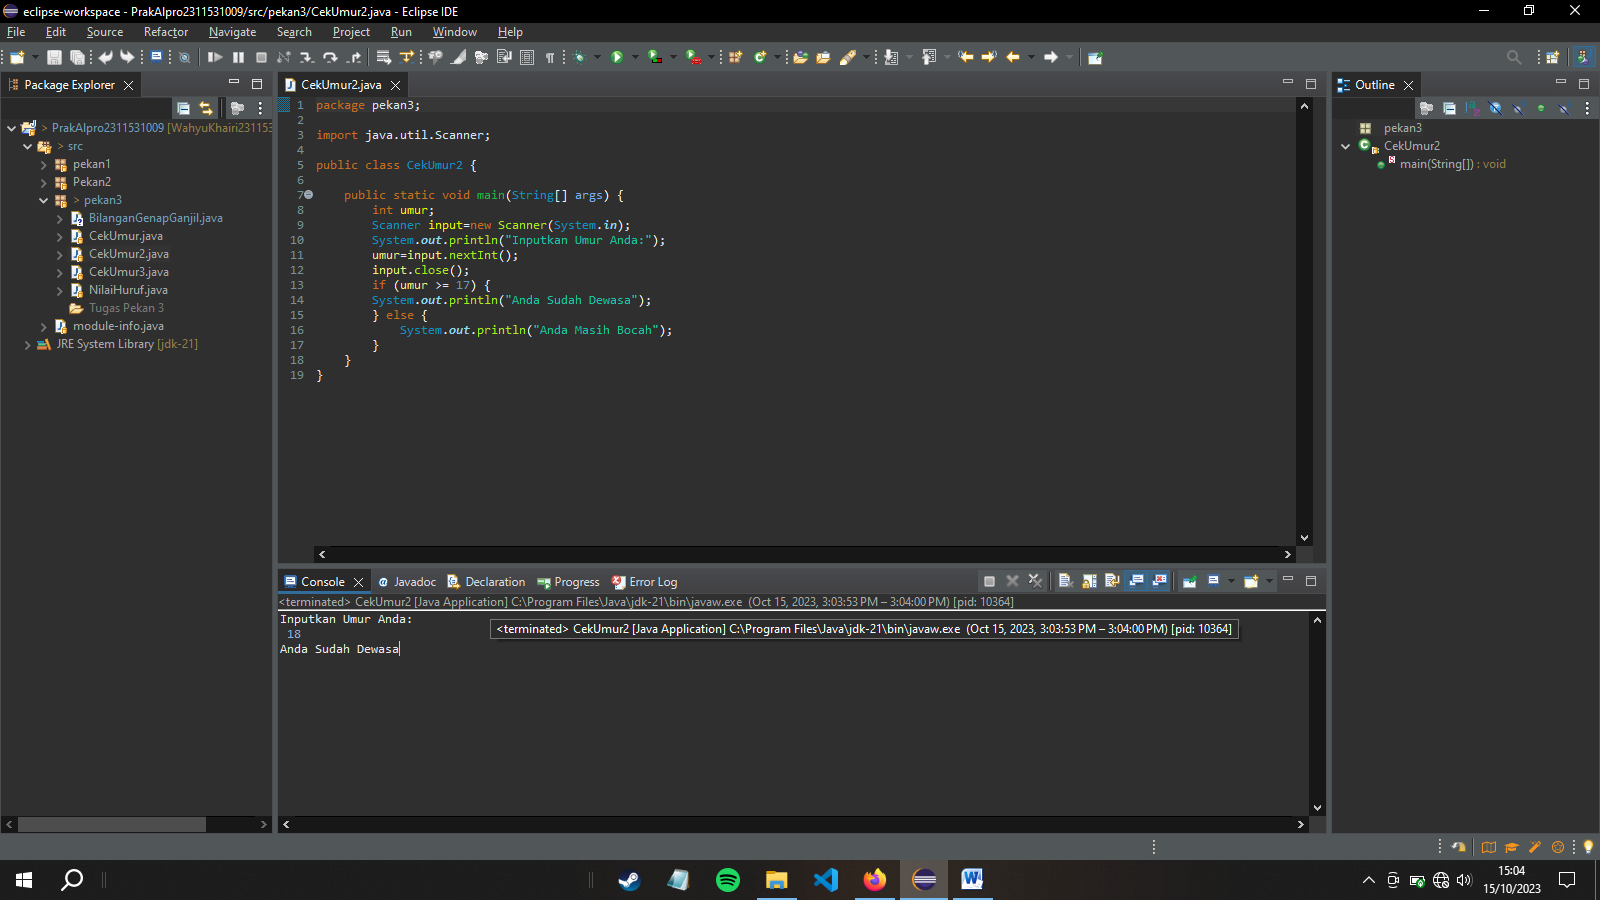 eclipse-workspace - PrakAlpro2311531009/src/pekan3/CekUmur2.java - Eclipse IDE
File Edit Source Refactor Navigate Search Project Run Window Help
Package Explorer
> PrakAlpro2311531009 [WahyuKhairi231153
> src
pekan1
Pekan2
> pekan3
BilanganGenapGanjil.java
CekUmur.java
CekUmur2.java
CekUmur3.java
NilaiHuruf.java
Tugas Pekan 3
module-info.java
JRE System Library [jdk-21]
CekUmur2.java
1 package pekan3;
2
3 import java.util.Scanner;
4
5 public class CekUmur2 {
6
7 public static void main(String[] args) {
8 int umur;
9 Scanner input=new Scanner(System.in);
10 System.out.println("Inputkan Umur Anda:");
11 umur=input.nextInt();
12 input.close();
13 if (umur >= 17) {
14 System.out.println("Anda Sudah Dewasa");
15 } else {
16 System.out.println("Anda Masih Bocah");
17 }
18 }
19 }
Outline
pekan3
CekUmur2
main(String[]) : void
Console Javadoc Declaration Progress Error Log
<terminated> CekUmur2 [Java Application] C:\Program Files\Java\jdk-21\bin\javaw.exe (Oct 15, 2023, 3:03:53 PM – 3:04:00 PM) [pid: 10364]
Inputkan Umur Anda:
<terminated> CekUmur2 [Java Application] C:\Program Files\Java\jdk-21\bin\javaw.exe (Oct 15, 2023, 3:03:53 PM – 3:04:00 PM) [pid: 10364]
18
Anda Sudah Dewasa
15:04
15/10/2023